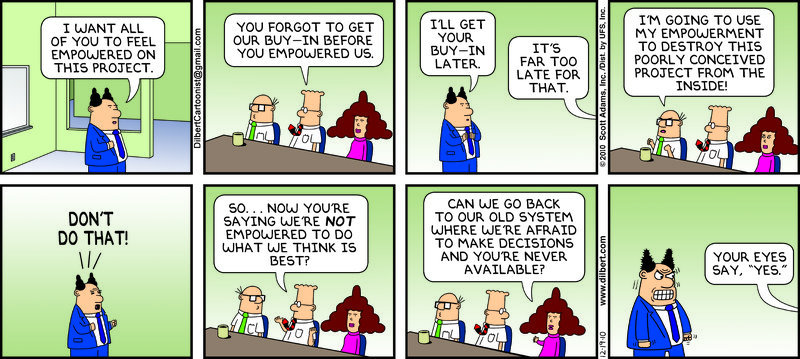 I WANT ALL
OF YOU TO FEEL
EMPOWERED ON
THIS PROJECT.
DilbertCartoonist@gmail.com
YOU FORGOT TO GET
OUR BUY-IN BEFORE
YOU EMPOWERED US.
I'LL GET
YOUR
BUY-IN
LATER.
IT'S
FAR TOO
LATE FOR
THAT.
©2010 Scott Adams, Inc./Dist. by UFS, Inc.
I'M GOING TO USE
MY EMPOWERMENT
TO DESTROY THIS
POORLY CONCEIVED
PROJECT FROM THE
INSIDE!
DON'T
DO THAT!
SO... NOW YOU'RE
SAYING WE'RE NOT
EMPOWERED TO DO
WHAT WE THINK IS
BEST?
CAN WE GO BACK
TO OUR OLD SYSTEM
WHERE WE'RE AFRAID
TO MAKE DECISIONS
AND YOU'RE NEVER
AVAILABLE?
www.dilbert.com
12-19-10
YOUR EYES
SAY, "YES."